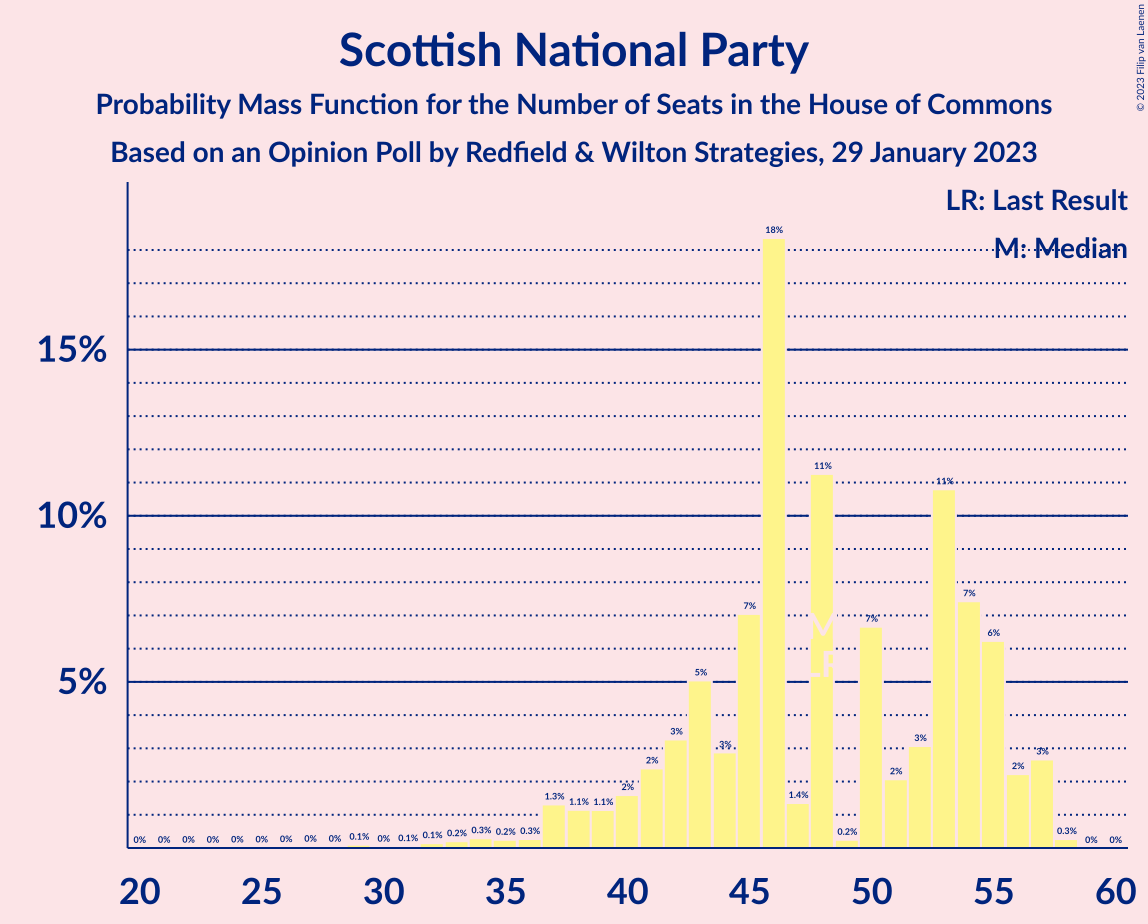 Scottish National Party
Probability Mass Function for the Number of Seats in the House of Commons
Based on an Opinion Poll by Redfield & Wilton Strategies, 29 January 2023
© 2023 Filip van Laenen
LR: Last Result
M: Median
15%
10%
5%
0% 0% 0% 0% 0% 0% 0% 0% 0% 0.1% 0% 0.1% 0.1% 0.2% 0.3% 0.2% 0.3% 1.3% 1.1% 1.1% 2% 2% 3% 5% 3% 7% 18% 1.4% 11% 0.2% 7% 2% 3% 11% 7% 6% 2% 3% 0.3% 0% 0%
M
LR
20 25 30 35 40 45 50 55 60